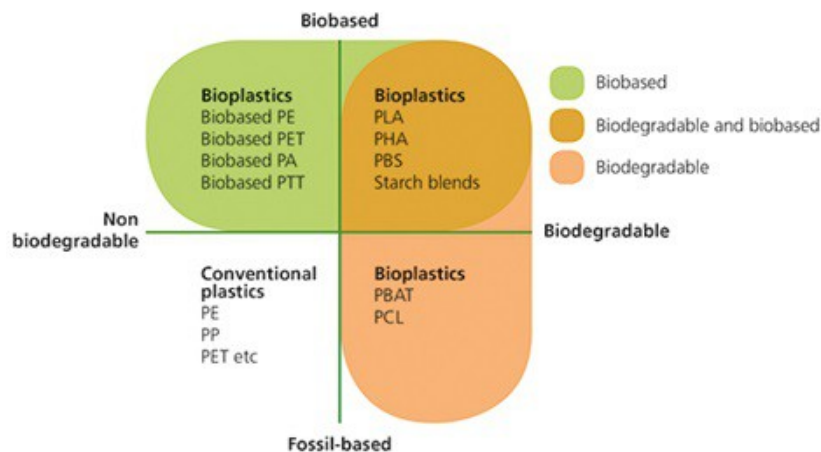 Biobased
Bioplastics
Biobased PE
Biobased PET
Biobased PA
Biobased PTT
Bioplastics
PLA
PHA
PBS
Starch blends
Biobased
Biodegradable and biobased
Biodegradable
Non
biodegradable
Biodegradable
Conventional
plastics
PE
PP
PET etc
Bioplastics
PBAT
PCL
Fossil-based